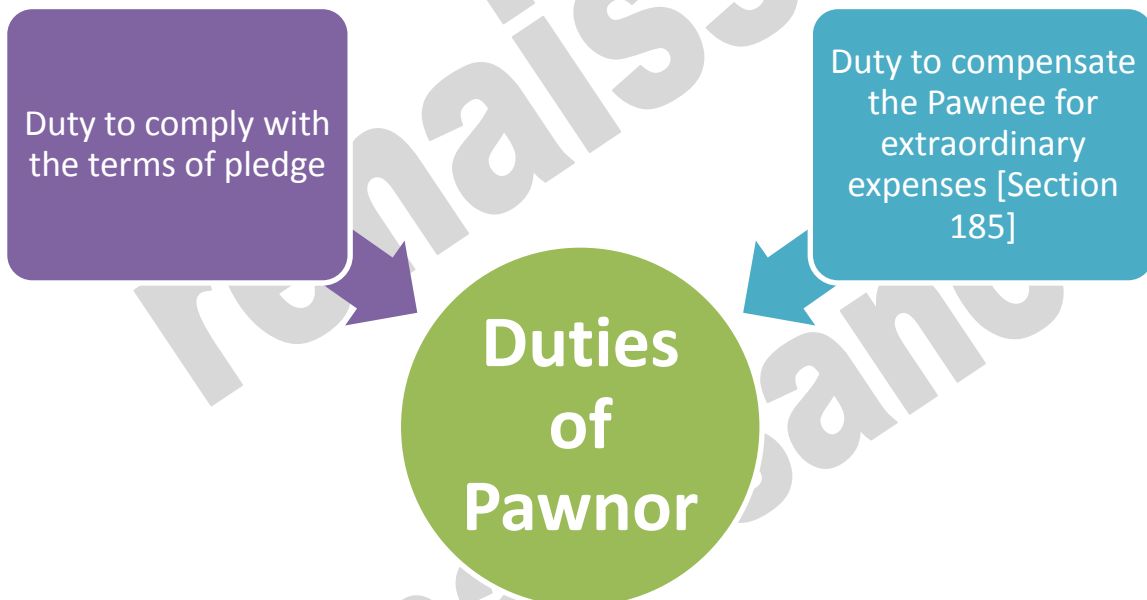 Duty to comply with
the terms of pledge
Duty to compensate
the Pawnee for
extraordinary
expenses [Section
185]
Duties
of
Pawnor